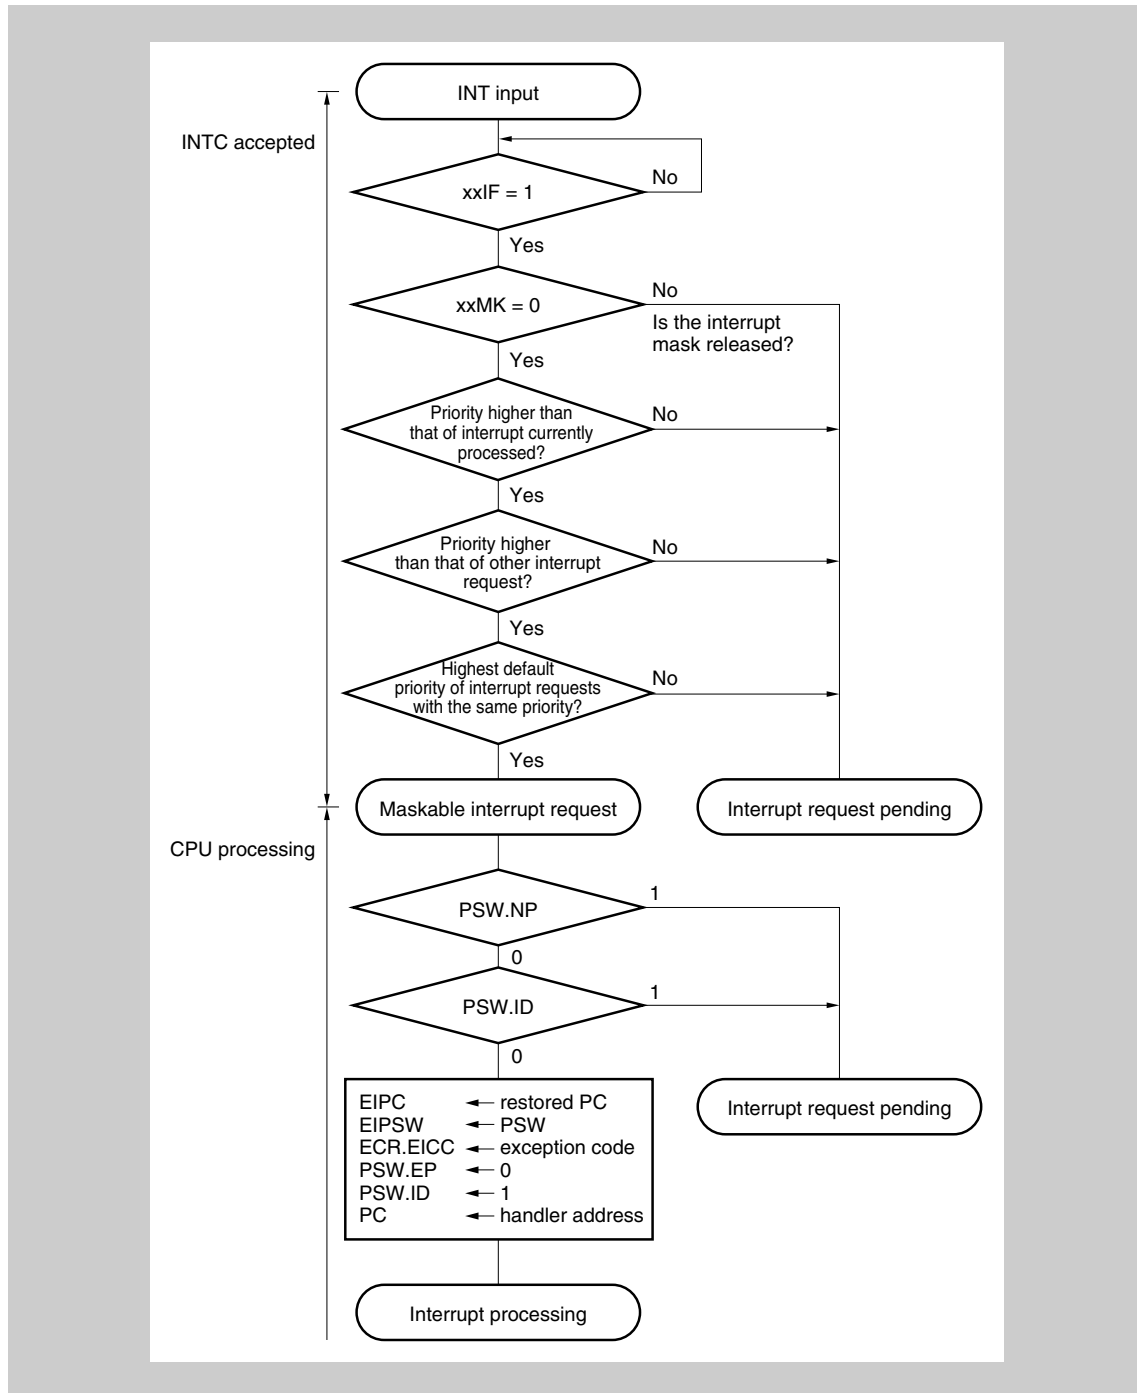 INT input
INTC accepted
No
xxIF = 1
Yes
No
xxMK = 0
Is the interrupt
mask released?
Yes
Priority higher than
that of interrupt currently
processed?
No
Yes
Priority higher
than that of other interrupt
request?
No
Yes
Highest default
priority of interrupt requests
with the same priority?
No
Yes
Maskable interrupt request
Interrupt request pending
CPU processing
PSW.NP
1
0
PSW.ID
1
0
EIPC ← restored PC
EIPSW ← PSW
ECR.EICC ← exception code
PSW.EP ← 0
PSW.ID ← 1
PC ← handler address
Interrupt request pending
Interrupt processing